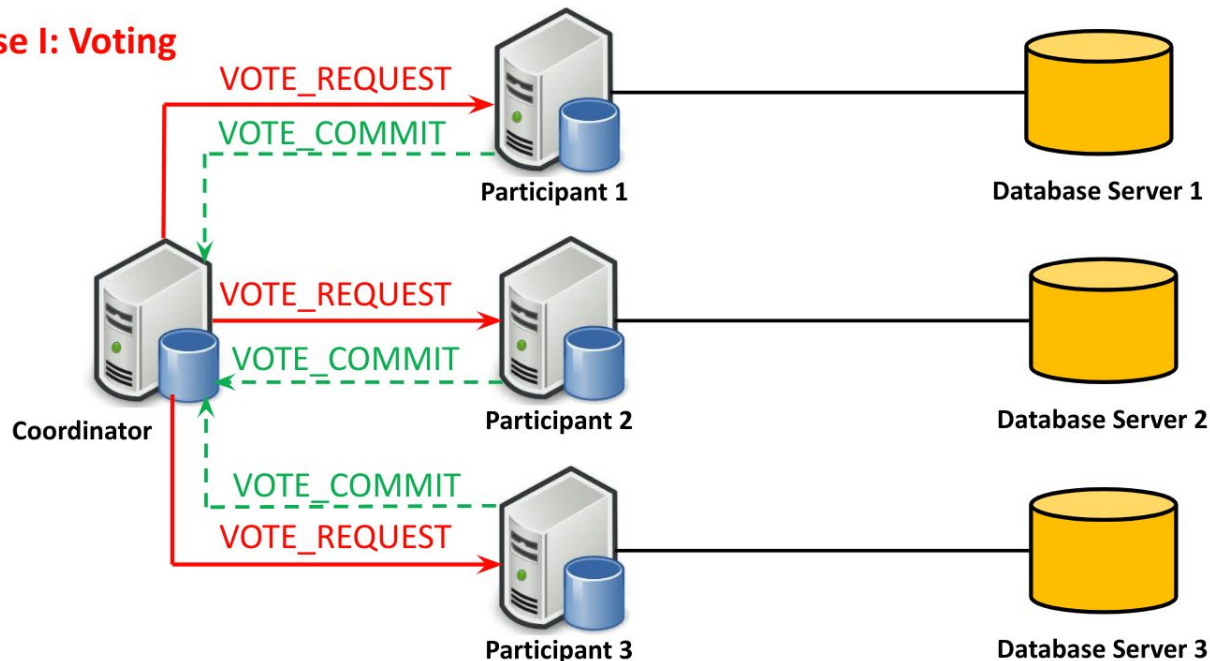 se I: Voting
VOTE_REQUEST
VOTE_COMMIT
Participant 1
Database Server 1
VOTE_REQUEST
VOTE_COMMIT
Coordinator
Participant 2
Database Server 2
VOTE_COMMIT
VOTE_REQUEST
Participant 3
Database Server 3